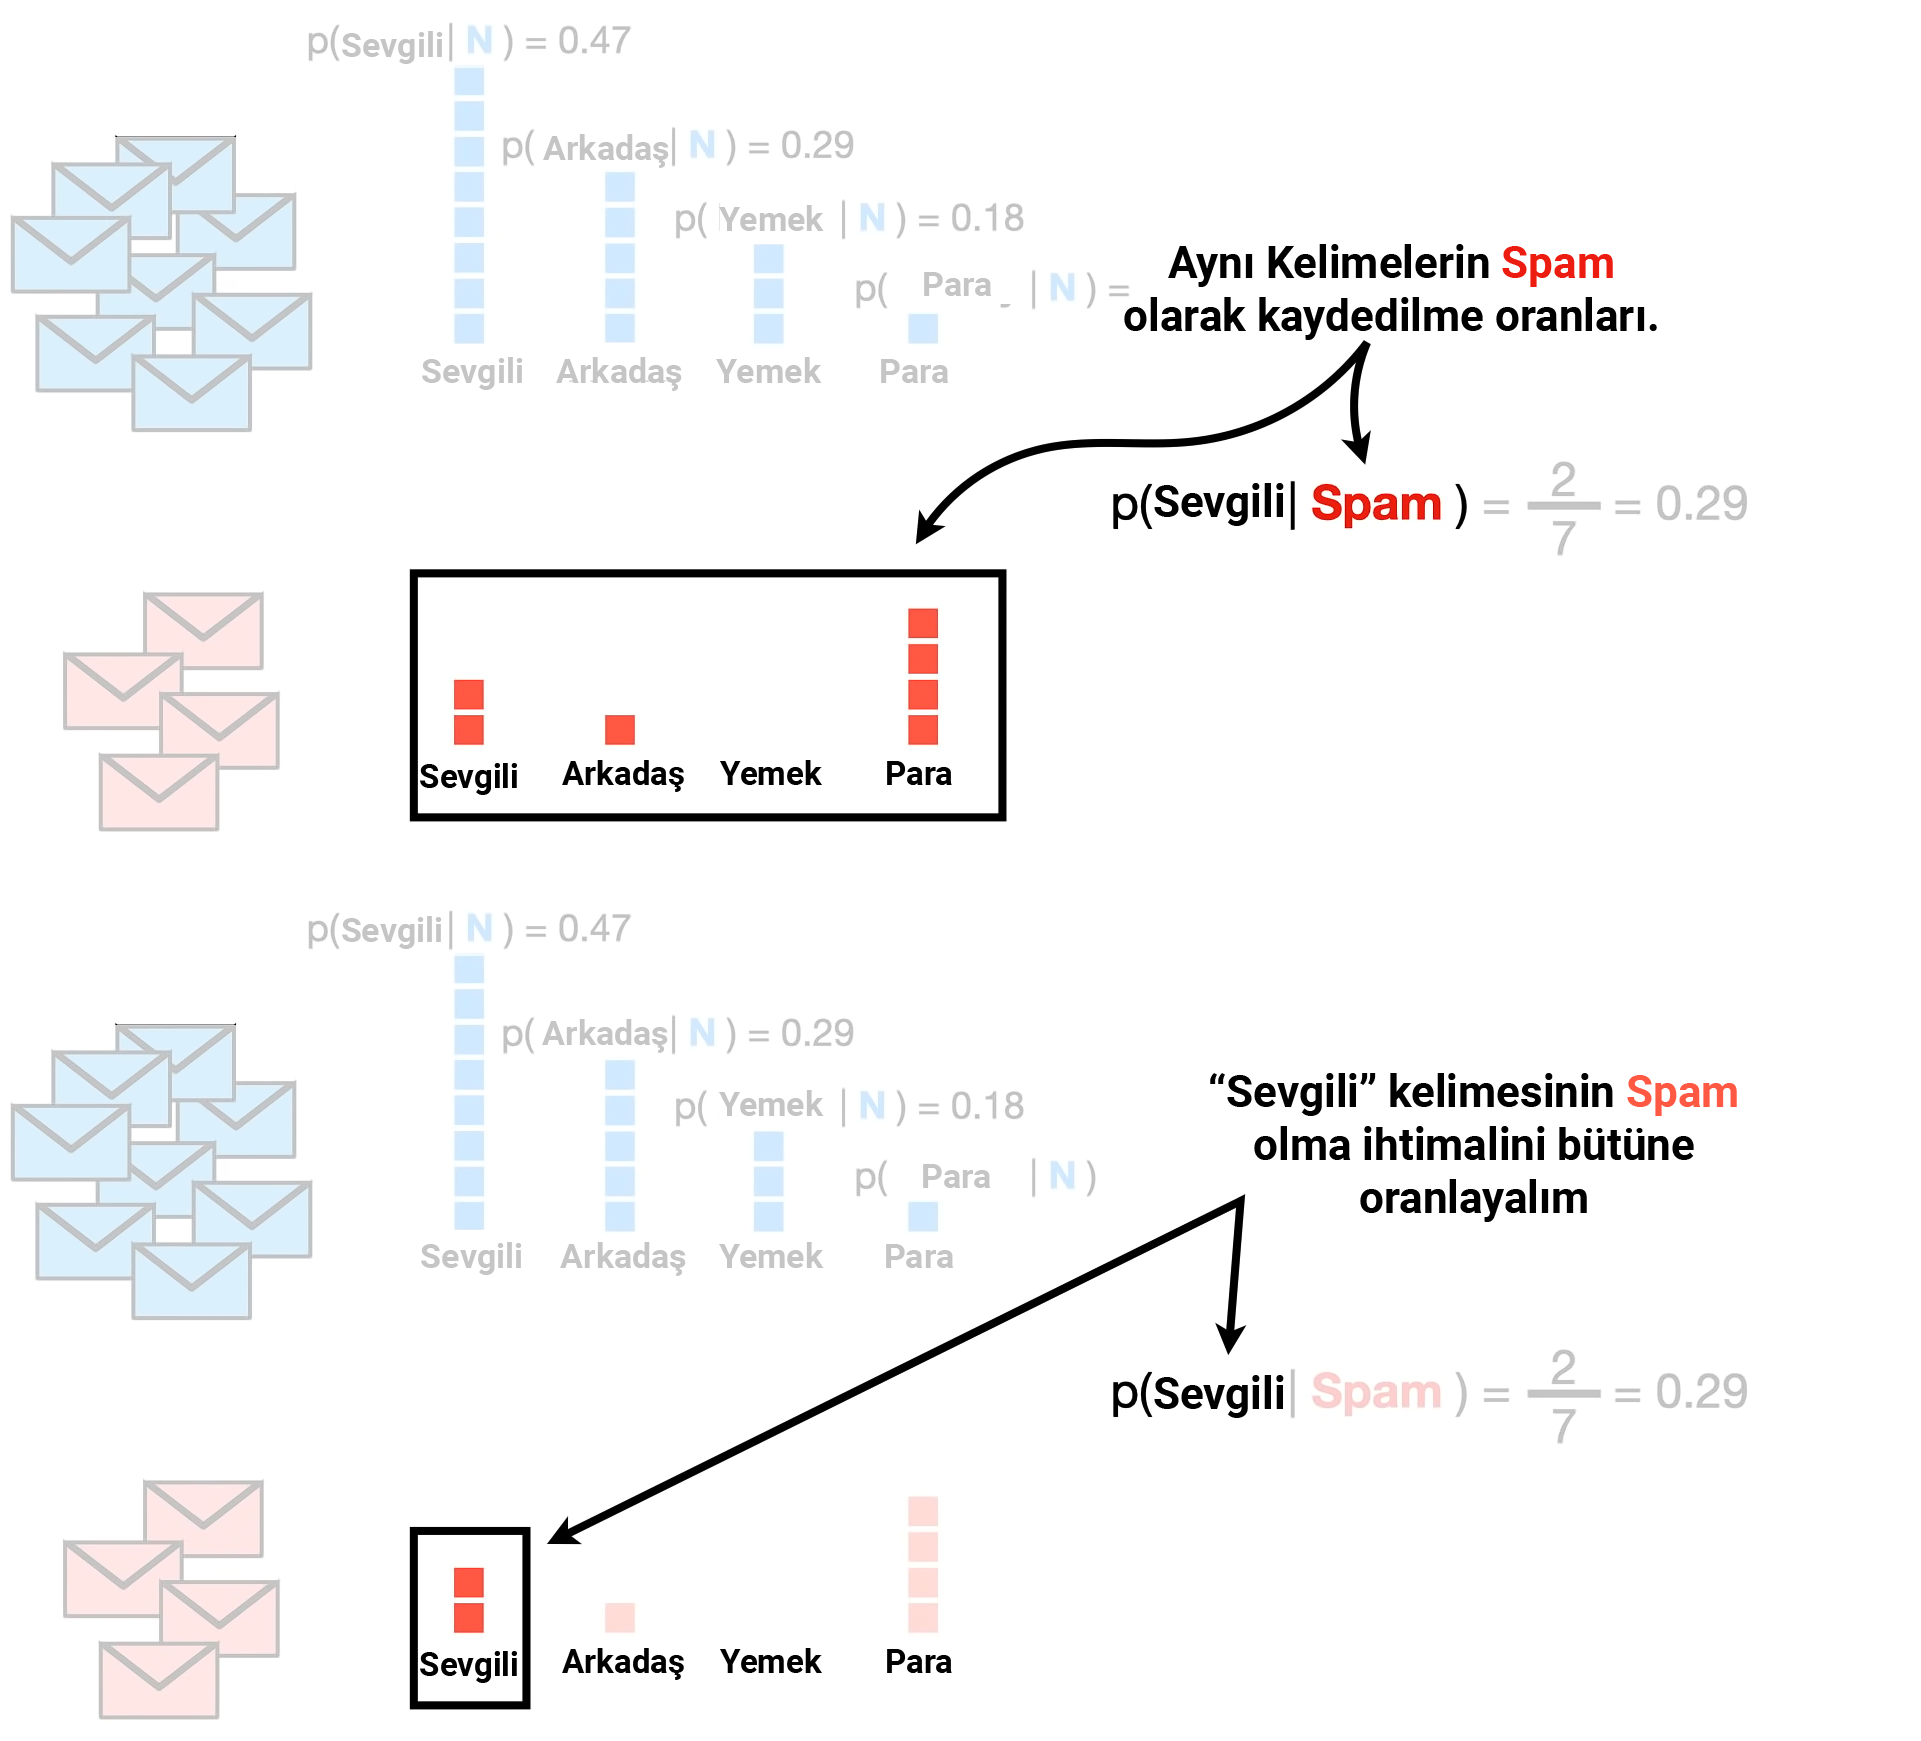 p(Sevgili| N ) = 0.47
p( Arkadaş| N ) = 0.29
p( Yemek | N ) = 0.18
p( Para | N ) =
Sevgili Arkadaş Yemek Para
Aynı Kelimelerin Spam
olarak kaydedilme oranları.
p(Sevgili| Spam ) = 2/7 = 0.29
Sevgili Arkadaş Yemek Para
p(Sevgili| N ) = 0.47
p( Arkadaş| N ) = 0.29
p( Yemek | N ) = 0.18
p( Para | N )
Sevgili Arkadaş Yemek Para
“Sevgili” kelimesinin Spam
olma ihtimalini bütüne
oranlayalım
p(Sevgili| Spam ) = 2/7 = 0.29
Sevgili Arkadaş Yemek Para